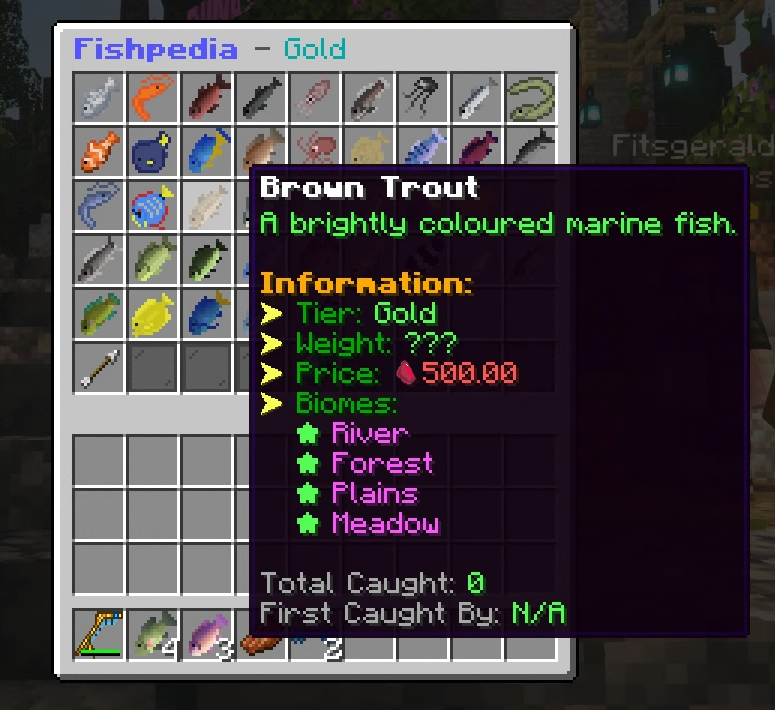 Fishpedia - Gold
Fitsgerald
Brown Trout
A brightly coloured marine fish.
Information:
➤ Tier: Gold
➤ Weight: ???
➤ Price: 500.00
➤ Biomes:
★ River
★ Forest
★ Plains
★ Meadow
Total Caught: 0
First Caught By: N/A
4
3
2